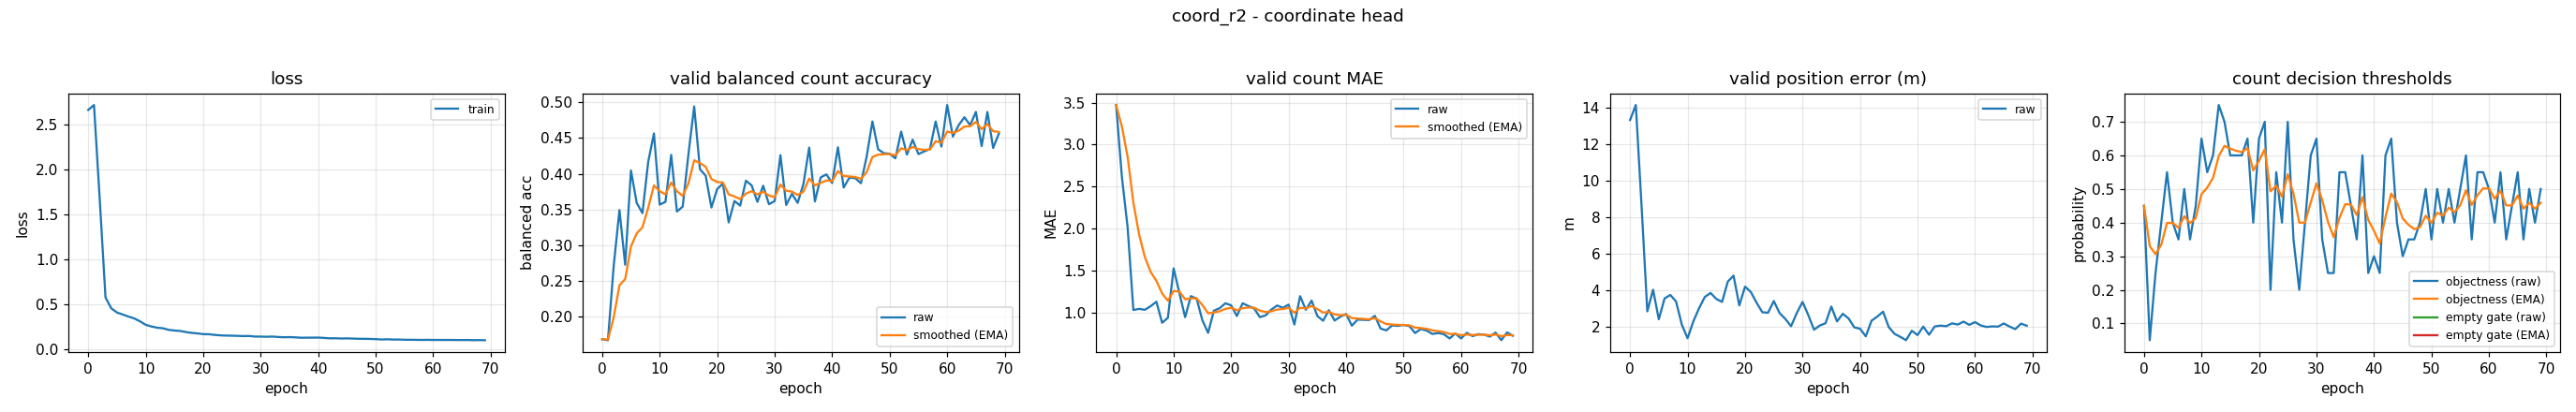 coord_r2 - coordinate head
loss
loss
2.5
2.0
1.5
1.0
0.5
0.0
0 10 20 30 40 50 60 70
epoch
train
valid balanced count accuracy
balanced acc
0.50
0.45
0.40
0.35
0.30
0.25
0.20
0 10 20 30 40 50 60 70
epoch
raw
smoothed (EMA)
valid count MAE
MAE
3.5
3.0
2.5
2.0
1.5
1.0
0 10 20 30 40 50 60 70
epoch
raw
smoothed (EMA)
valid position error (m)
m
14
12
10
8
6
4
2
0 10 20 30 40 50 60 70
epoch
raw
count decision thresholds
probability
0.7
0.6
0.5
0.4
0.3
0.2
0.1
0 10 20 30 40 50 60 70
epoch
objectness (raw)
objectness (EMA)
empty gate (raw)
empty gate (EMA)